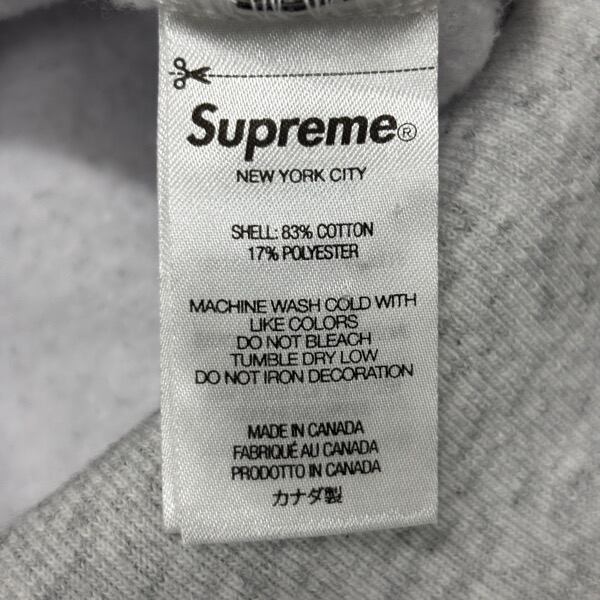 Supreme®
NEW YORK CITY
SHELL: 83% COTTON
17% POLYESTER
MACHINE WASH COLD WITH
LIKE COLORS
DO NOT BLEACH
TUMBLE DRY LOW
DO NOT IRON DECORATION
MADE IN CANADA
FABRIQUÉ AU CANADA
PRODOTTO IN CANADA
カナダ製